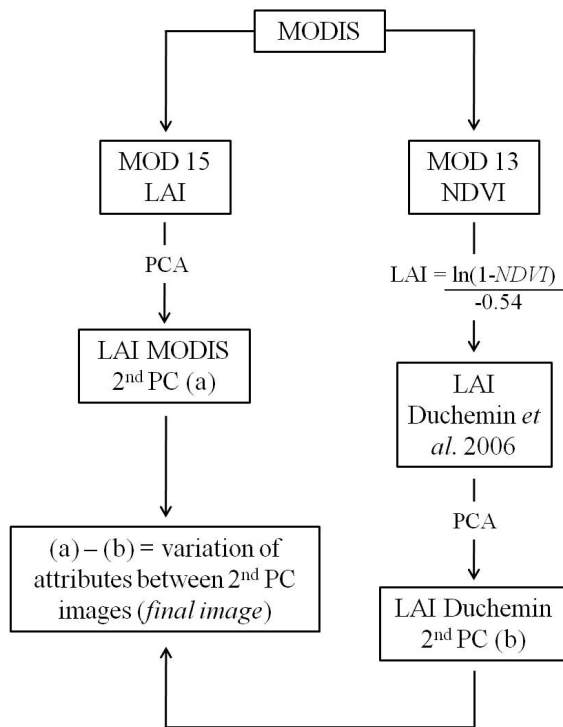 MODIS
MOD 15
LAI
PCA
LAI MODIS
2nd PC (a)
MOD 13
NDVI
LAI = ln(1-NDVI)
-0.54
LAI
Duchemin et
al. 2006
PCA
LAI Duchemin
2nd PC (b)
(a) – (b) = variation of
attributes between 2nd PC
images (final image)